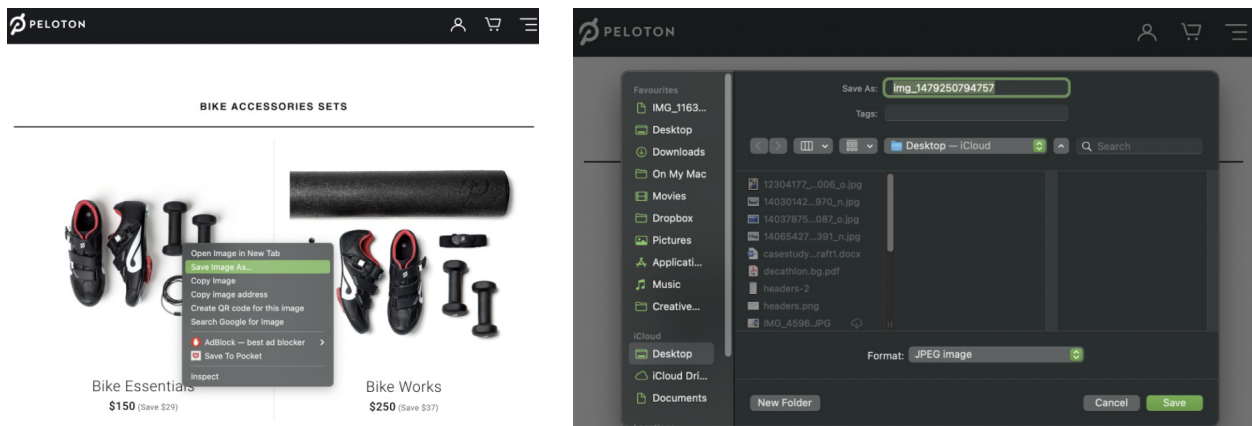 PELOTON
BIKE ACCESSORIES SETS
Open Image in New Tab
Save Image As...
Copy Image
Copy image address
Create QR code for this image
Search Google for Image
AdBlock — best ad blocker
Save To Pocket
Inspect
Bike Essentials
$150 (Save $29)
Bike Works
$250 (Save $37)
PELOTON
Favourites
IMG_1163...
Desktop
Downloads
On My Mac
Movies
Dropbox
Pictures
Applicati...
Music
Creative...
iCloud
Desktop
iCloud Dri...
Documents
Save As: img_1479250794757
Tags:
Desktop — iCloud
Search
12304177_...006_o.jpg
14030142...970_n.jpg
14037875...087_o.jpg
14065427...391_n.jpg
casestudy...raft1.docx
decathlon.bg.pdf
headers-2
headers.png
IMG_4596.JPG
Format: JPEG image
New Folder
Cancel
Save